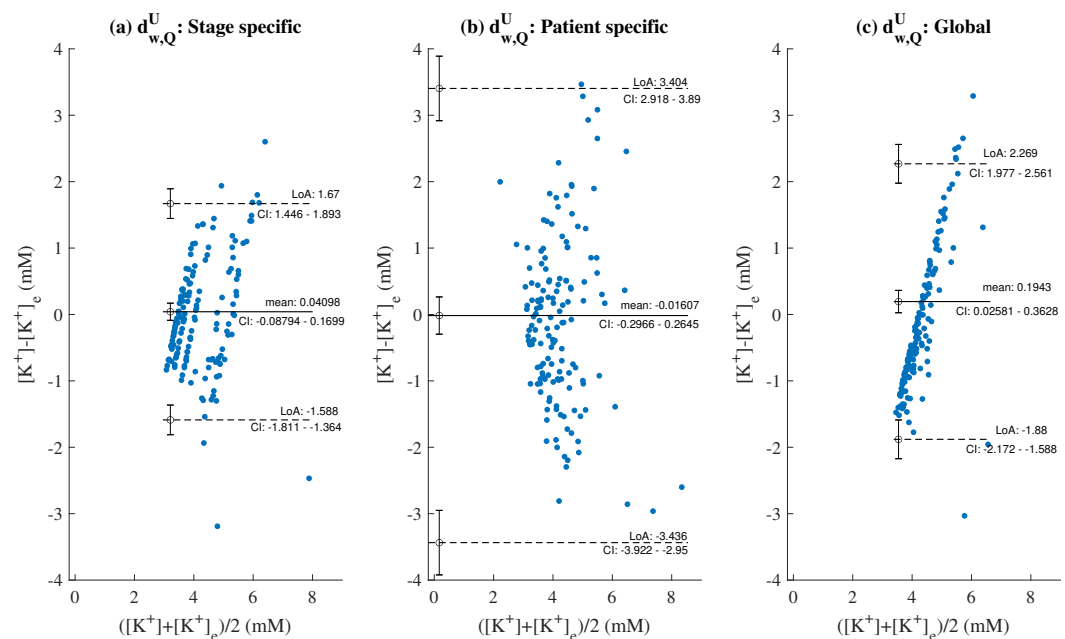 (a) d^U_w,Q: Stage specific
4
3
2
1
0
-1
-2
-3
-4
[K+]-[K+]e (mM)
LoA: 1.67
CI: 1.446 - 1.893
mean: 0.04098
CI: -0.08794 - 0.1699
LoA: -1.588
CI: -1.811 - -1.364
0 2 4 6 8
([K+]+[K+]e)/2 (mM)
(b) d^U_w,Q: Patient specific
4
3
2
1
0
-1
-2
-3
-4
[K+]-[K+]e (mM)
LoA: 3.404
CI: 2.918 - 3.89
mean: -0.01607
CI: -0.2966 - 0.2645
LoA: -3.436
CI: -3.922 - -2.95
0 2 4 6 8
([K+]+[K+]e)/2 (mM)
(c) d^U_w,Q: Global
4
3
2
1
0
-1
-2
-3
-4
[K+]-[K+]e (mM)
LoA: 2.269
CI: 1.977 - 2.561
mean: 0.1943
CI: 0.02581 - 0.3628
LoA: -1.88
CI: -2.172 - -1.588
0 2 4 6 8
([K+]+[K+]e)/2 (mM)